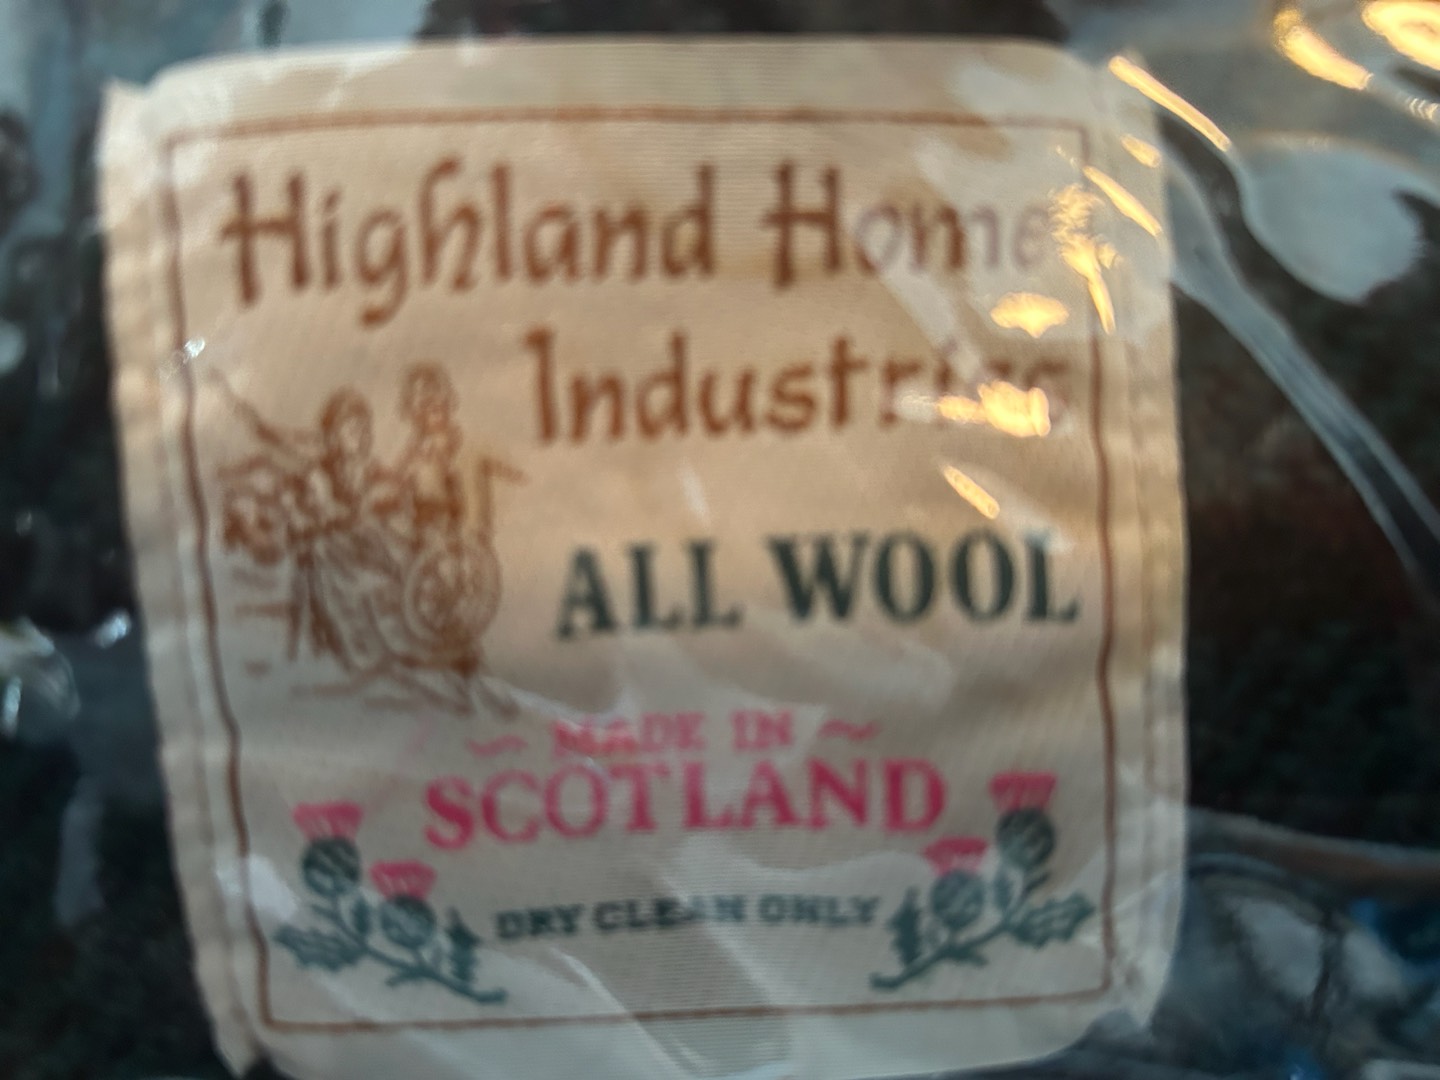 Highland Home
Industries
ALL WOOL
~ MADE IN ~
SCOTLAND
DRY CLEAN ONLY